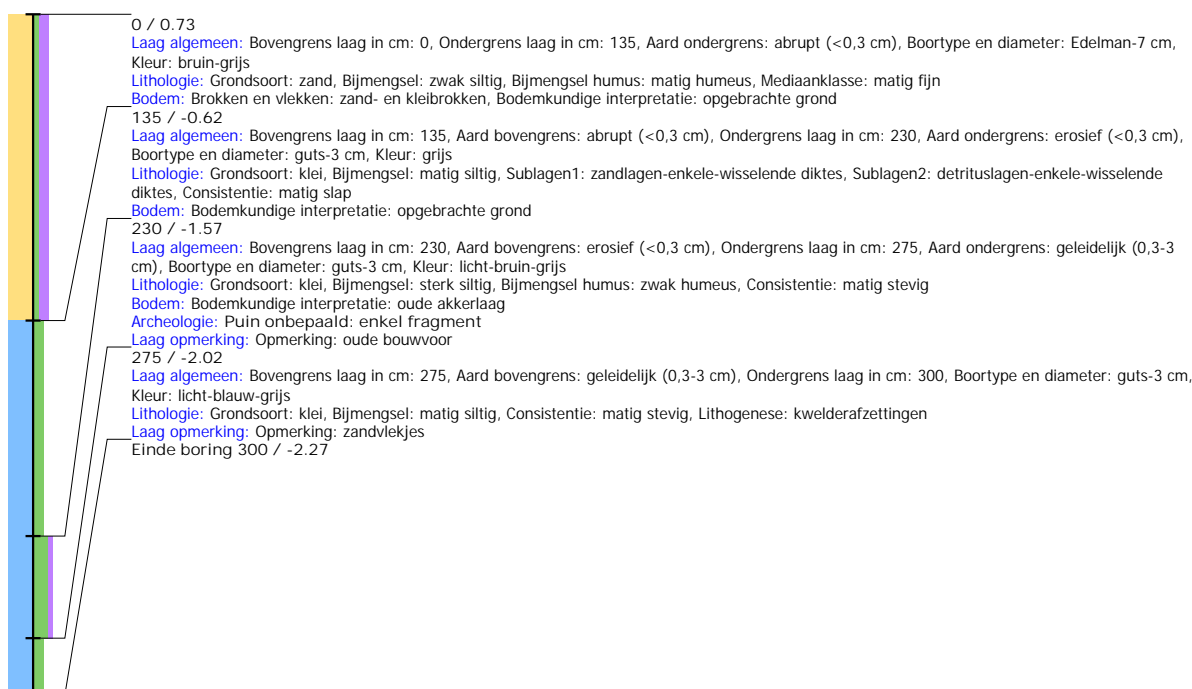 0 / 0.73
Laag algemeen: Bovengrens laag in cm: 0, Ondergrens laag in cm: 135, Aard ondergrens: abrupt (<0,3 cm), Boortype en diameter: Edelman-7 cm,
Kleur: bruin-grijs
Lithologie: Grondsoort: zand, Bijmengsel: zwak siltig, Bijmengsel humus: matig humeus, Mediaanklasse: matig fijn
Bodem: Brokken en vlekken: zand- en kleibrokken, Bodemkundige interpretatie: opgebrachte grond
135 / -0.62
Laag algemeen: Bovengrens laag in cm: 135, Aard bovengrens: abrupt (<0,3 cm), Ondergrens laag in cm: 230, Aard ondergrens: erosief (<0,3 cm),
Boortype en diameter: guts-3 cm, Kleur: grijs
Lithologie: Grondsoort: klei, Bijmengsel: matig siltig, Sublagen1: zandlagen-enkele-wisselende diktes, Sublagen2: detrituslagen-enkele-wisselende
diktes, Consistentie: matig slap
Bodem: Bodemkundige interpretatie: opgebrachte grond
230 / -1.57
Laag algemeen: Bovengrens laag in cm: 230, Aard bovengrens: erosief (<0,3 cm), Ondergrens laag in cm: 275, Aard ondergrens: geleidelijk (0,3-3
cm), Boortype en diameter: guts-3 cm, Kleur: licht-bruin-grijs
Lithologie: Grondsoort: klei, Bijmengsel: sterk siltig, Bijmengsel humus: zwak humeus, Consistentie: matig stevig
Bodem: Bodemkundige interpretatie: oude akkerlaag
Archeologie: Puin onbepaald: enkel fragment
Laag opmerking: Opmerking: oude bouwvoor
275 / -2.02
Laag algemeen: Bovengrens laag in cm: 275, Aard bovengrens: geleidelijk (0,3-3 cm), Ondergrens laag in cm: 300, Boortype en diameter: guts-3 cm,
Kleur: licht-blauw-grijs
Lithologie: Grondsoort: klei, Bijmengsel: matig siltig, Consistentie: matig stevig, Lithogenese: kwelderafzettingen
Laag opmerking: Opmerking: zandvlekjes
Einde boring 300 / -2.27